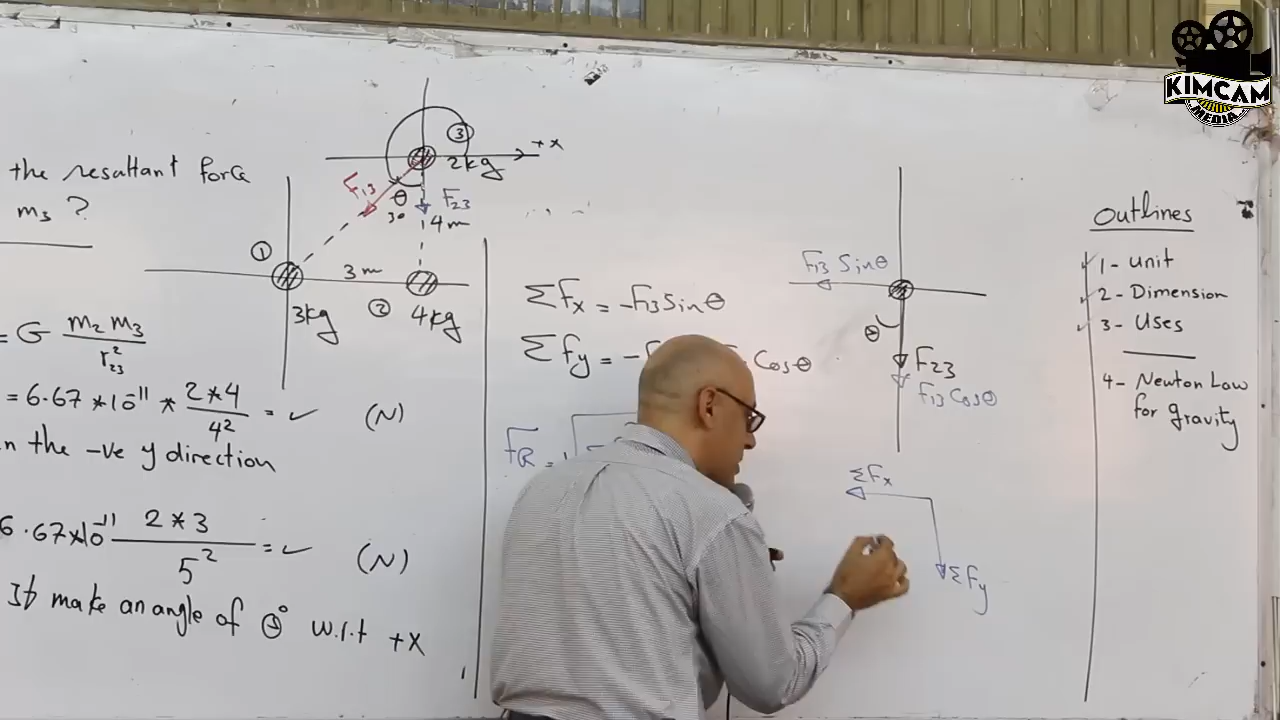 the resultant force
m₃ ?
= G m₂ m₃ / r₂₃²
= 6.67 * 10⁻¹¹ * 2*4 / 4² = ✓ (N)
n the -ve y direction
6.67*10⁻¹¹ 2*3 / 5² = ✓ (N)
It make an angle of θ° w.r.t +x
③
+x
2kg
F₁₃
θ
30
F₂₃
4m
①
3m
3kg
②
4kg
ΣFx = -F₁₃ Sinθ
ΣFy = -F Cosθ
FR =
F₁₃ Sinθ
θ
F₂₃
F₁₃ Cosθ
ΣFx
ΣFy
Outlines
✓ 1- Unit
✓ 2- Dimension
✓ 3- Uses
4- Newton Law
for gravity
KIMCAM
MEDIA